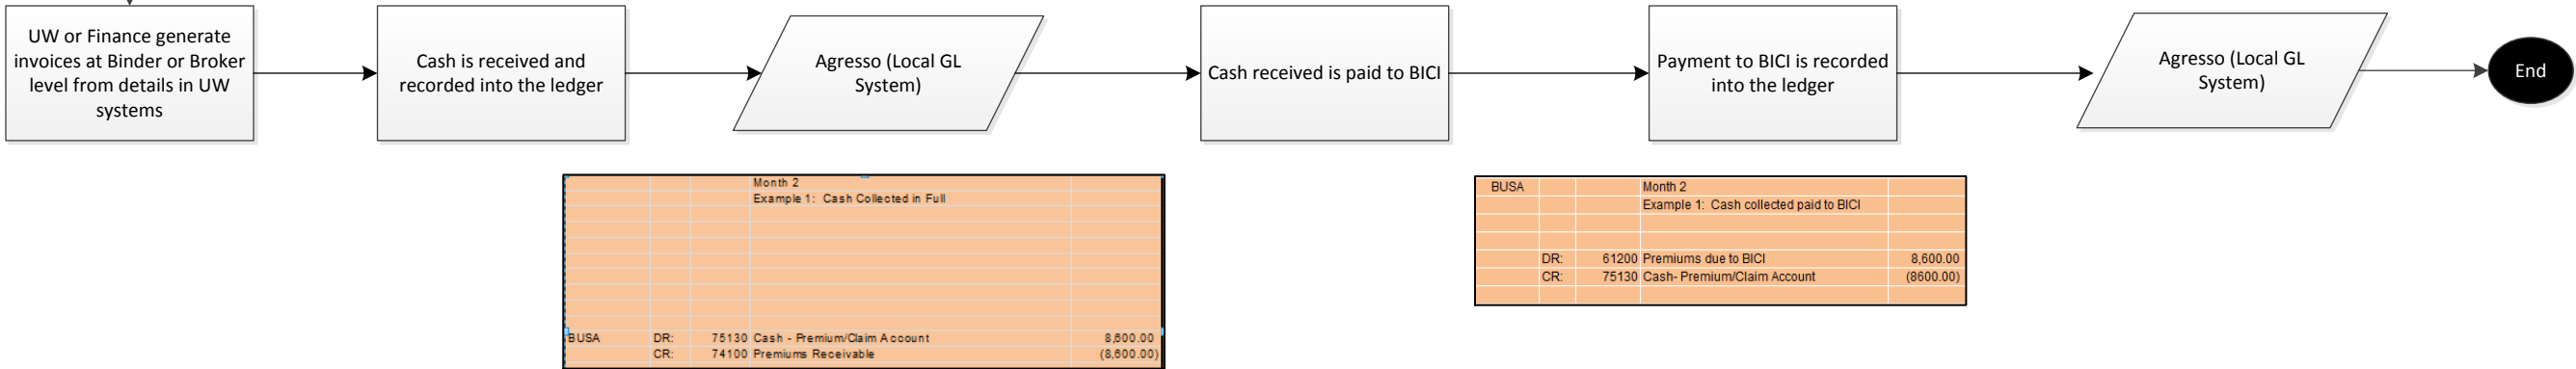 UW or Finance generate
invoices at Binder or Broker
level from details in UW
systems
Cash is received and
recorded into the ledger
Agresso (Local GL
System)
Cash received is paid to BICI
Payment to BICI is recorded
into the ledger
Agresso (Local GL
System)
End
Month 2
Example 1: Cash Collected in Full
BUSA DR: 75130 Cash - Premium/Claim Account 8,600.00
CR: 74100 Premiums Receivable (8,600.00)
BUSA Month 2
Example 1: Cash collected paid to BICI
DR: 61200 Premiums due to BICI 8,600.00
CR: 75130 Cash- Premium/Claim Account (8600.00)